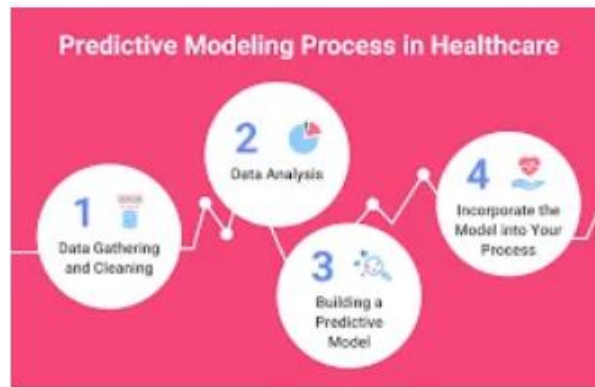 Predictive Modeling Process in Healthcare
1
Data Gathering
and Cleaning
2
Data Analysis
3
Building a
Predictive
Model
4
Incorporate the
Model into Your
Process